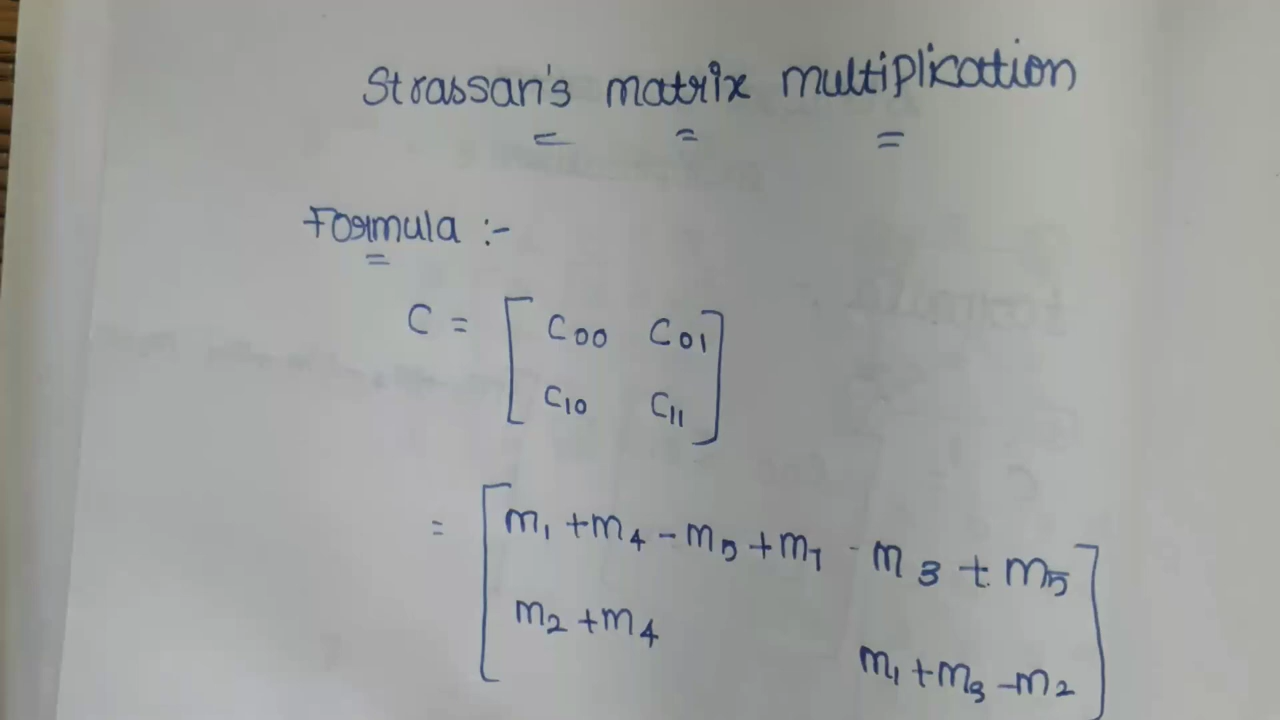 Strassan's matrix multiplication
Formula :-
C = [ C00 C01
C10 C11 ]
= [ m1 + m4 - m5 + m7 m3 + m5
m2 + m4
m1 + m3 - m2 ]